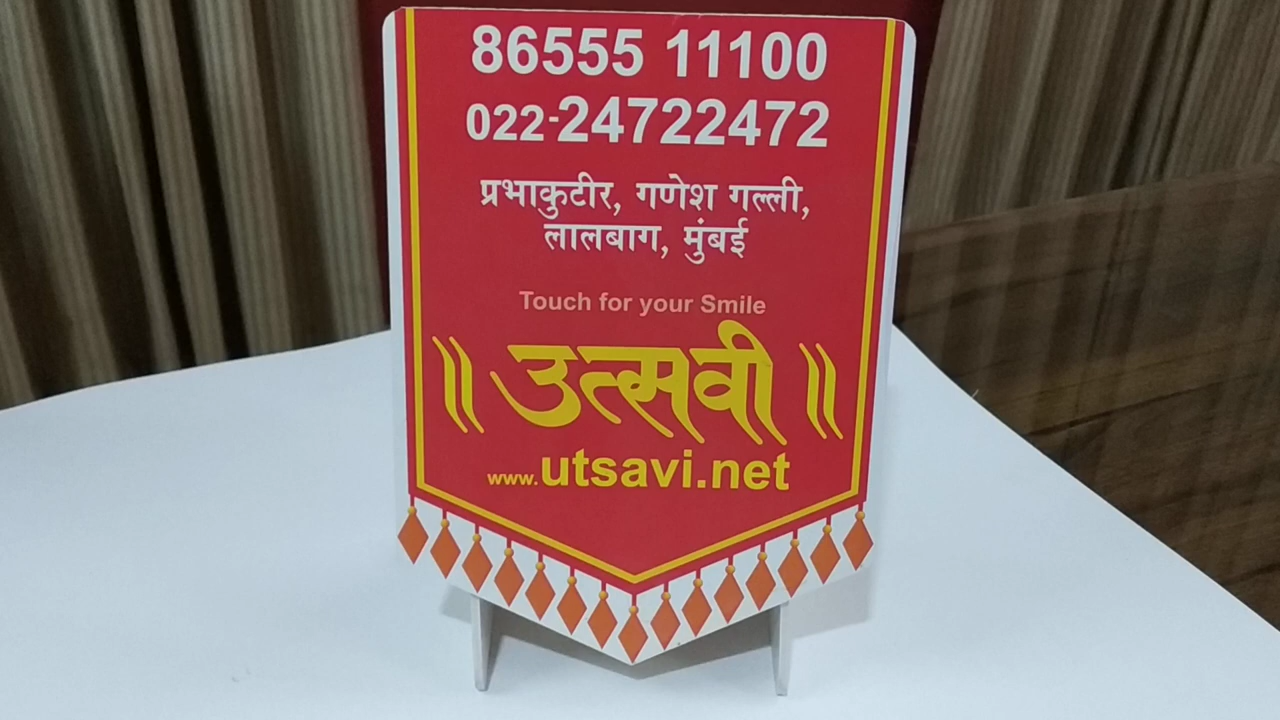 86555 11100
022-24722472
प्रभाकुटीर, गणेश गल्ली,
लालबाग, मुंबई
Touch for your Smile
॥ उत्सवी ॥
www.utsavi.net